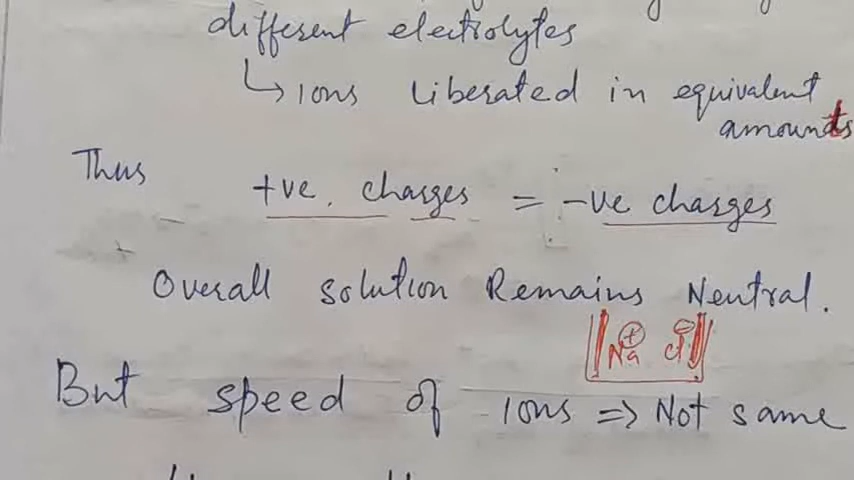 different electrolytes
↳ Ions Liberated in equivalent
amounts
Thus
+ve charges = -ve charges
Overall solution Remains Neutral.
Na⊕ Cl⊖
But speed of Ions => Not same